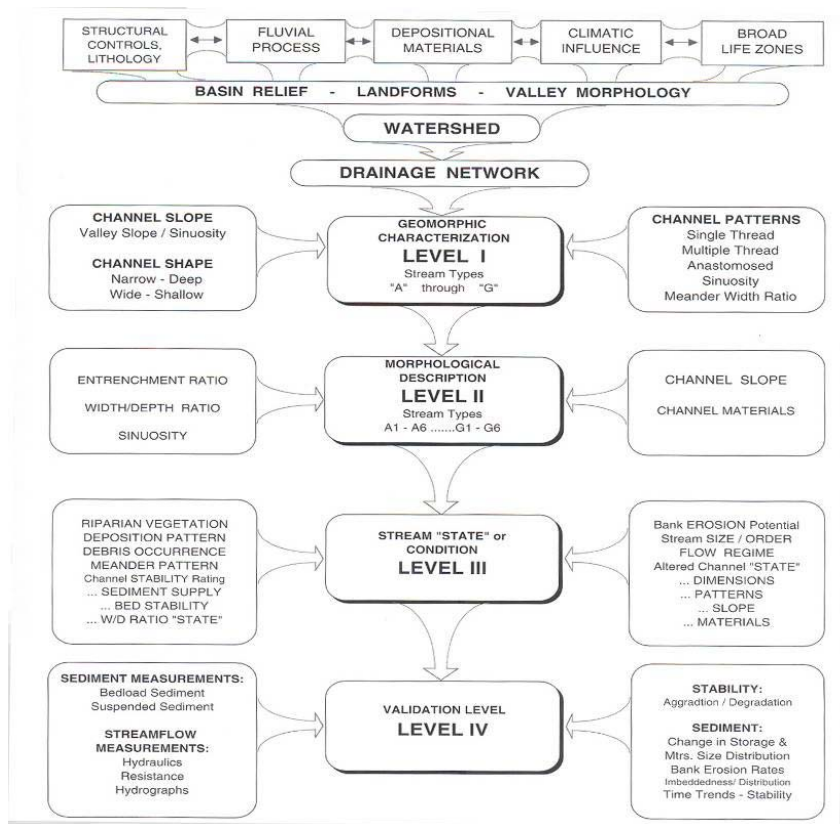 STRUCTURAL
CONTROLS,
LITHOLOGY
FLUVIAL
PROCESS
DEPOSITIONAL
MATERIALS
CLIMATIC
INFLUENCE
BROAD
LIFE ZONES
BASIN RELIEF - LANDFORMS - VALLEY MORPHOLOGY
WATERSHED
DRAINAGE NETWORK
CHANNEL SLOPE
Valley Slope / Sinuosity
CHANNEL SHAPE
Narrow - Deep
Wide - Shallow
GEOMORPHIC
CHARACTERIZATION
LEVEL I
Stream Types
"A" through "G"
CHANNEL PATTERNS
Single Thread
Multiple Thread
Anastomosed
Sinuosity
Meander Width Ratio
ENTRENCHMENT RATIO
WIDTH/DEPTH RATIO
SINUOSITY
MORPHOLOGICAL
DESCRIPTION
LEVEL II
Stream Types
A1 - A6 .......G1 - G6
CHANNEL SLOPE
CHANNEL MATERIALS
RIPARIAN VEGETATION
DEPOSITION PATTERN
DEBRIS OCCURRENCE
MEANDER PATTERN
Channel STABILITY Rating
... SEDIMENT SUPPLY
... BED STABILITY
... W/D RATIO "STATE"
STREAM "STATE" or
CONDITION
LEVEL III
Bank EROSION Potential
Stream SIZE / ORDER
FLOW REGIME
Altered Channel "STATE"
... DIMENSIONS
... PATTERNS
... SLOPE
... MATERIALS
SEDIMENT MEASUREMENTS:
Bedload Sediment
Suspended Sediment
STREAMFLOW
MEASUREMENTS:
Hydraulics
Resistance
Hydrographs
VALIDATION LEVEL
LEVEL IV
STABILITY:
Aggradtion / Degradation
SEDIMENT:
Change in Storage &
Mtrs. Size Distribution
Bank Erosion Rates
Imbeddedness/ Distribution
Time Trends - Stability